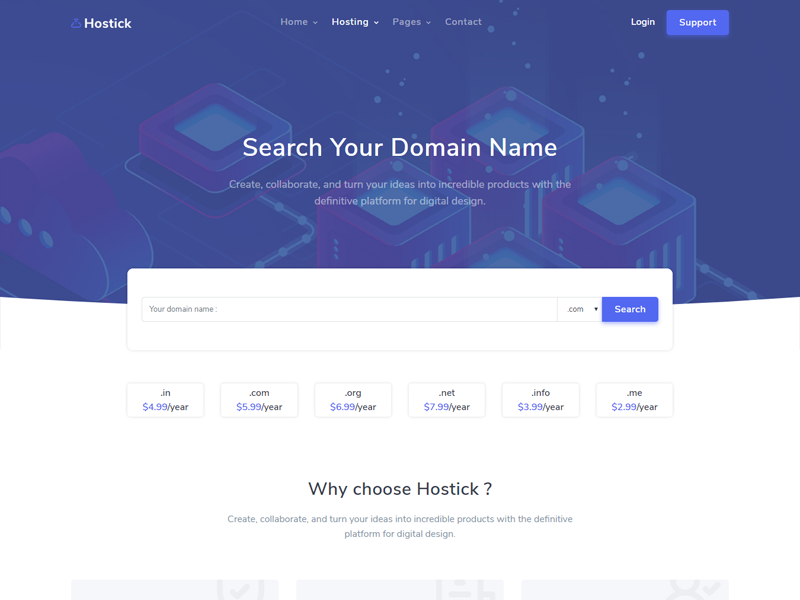 Hostick
Home
Hosting
Pages
Contact
Login
Support
Search Your Domain Name
Create, collaborate, and turn your ideas into incredible products with the
definitive platform for digital design.
Your domain name :
.com
Search
.in
$4.99/year
.com
$5.99/year
.org
$6.99/year
.net
$7.99/year
.info
$3.99/year
.me
$2.99/year
Why choose Hostick ?
Create, collaborate, and turn your ideas into incredible products with the definitive
platform for digital design.